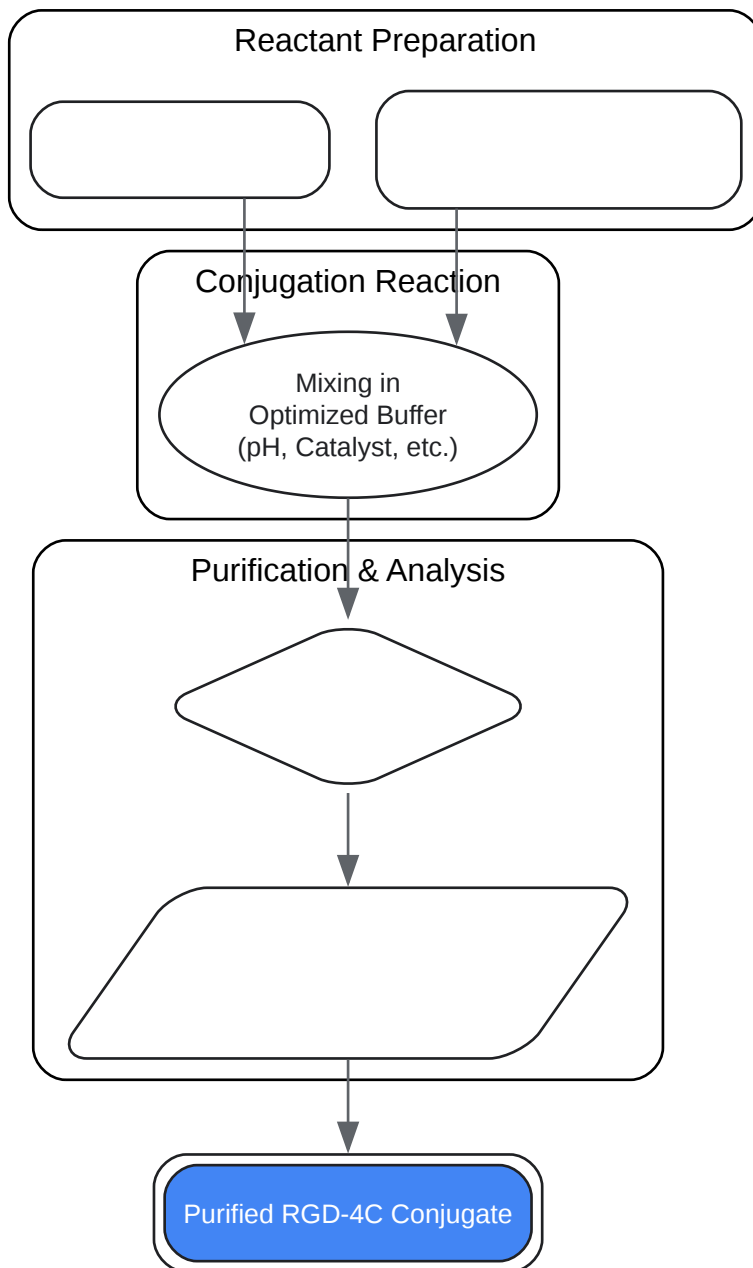 Reactant Preparation
Conjugation Reaction
Mixing in
Optimized Buffer
(pH, Catalyst, etc.)
Purification & Analysis
Purified RGD-4C Conjugate